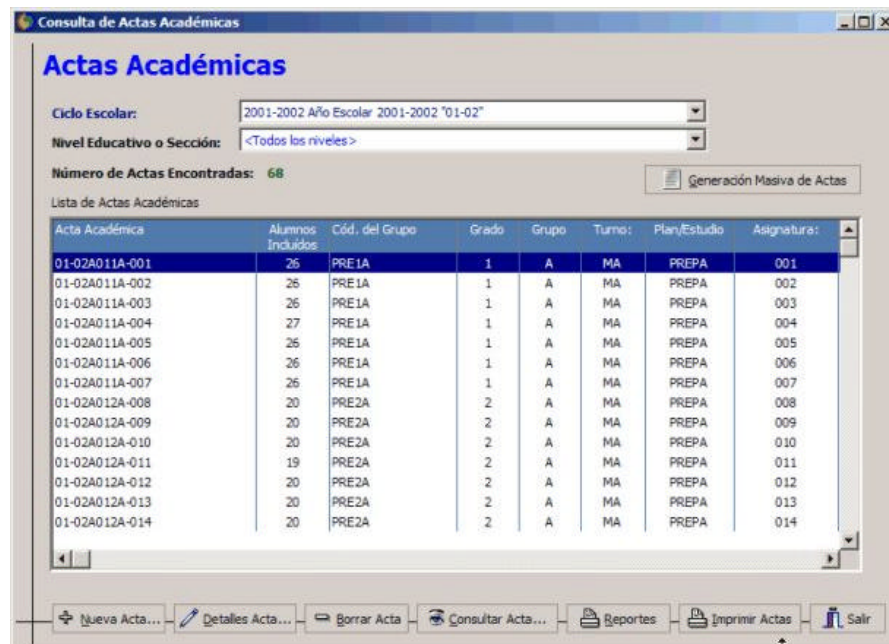 Consulta de Actas Académicas
Actas Académicas
Ciclo Escolar: 2001-2002 Año Escolar 2001-2002 "01-02"
Nivel Educativo o Sección: <Todos los niveles>
Número de Actas Encontradas: 68
Generación Masiva de Actas
Lista de Actas Académicas
Acta Académica Alumnos Incluídos Cód. del Grupo Grado Grupo Turno: Plan/Estudio Asignatura:
01-02A011A-001 26 PRE1A 1 A MA PREPA 001
01-02A011A-002 26 PRE1A 1 A MA PREPA 002
01-02A011A-003 26 PRE1A 1 A MA PREPA 003
01-02A011A-004 27 PRE1A 1 A MA PREPA 004
01-02A011A-005 26 PRE1A 1 A MA PREPA 005
01-02A011A-006 26 PRE1A 1 A MA PREPA 006
01-02A011A-007 26 PRE1A 1 A MA PREPA 007
01-02A012A-008 20 PRE2A 2 A MA PREPA 008
01-02A012A-009 20 PRE2A 2 A MA PREPA 009
01-02A012A-010 20 PRE2A 2 A MA PREPA 010
01-02A012A-011 19 PRE2A 2 A MA PREPA 011
01-02A012A-012 20 PRE2A 2 A MA PREPA 012
01-02A012A-013 20 PRE2A 2 A MA PREPA 013
01-02A012A-014 20 PRE2A 2 A MA PREPA 014
Nueva Acta... Detalles Acta... Borrar Acta Consultar Acta... Reportes Imprimir Actas Salir